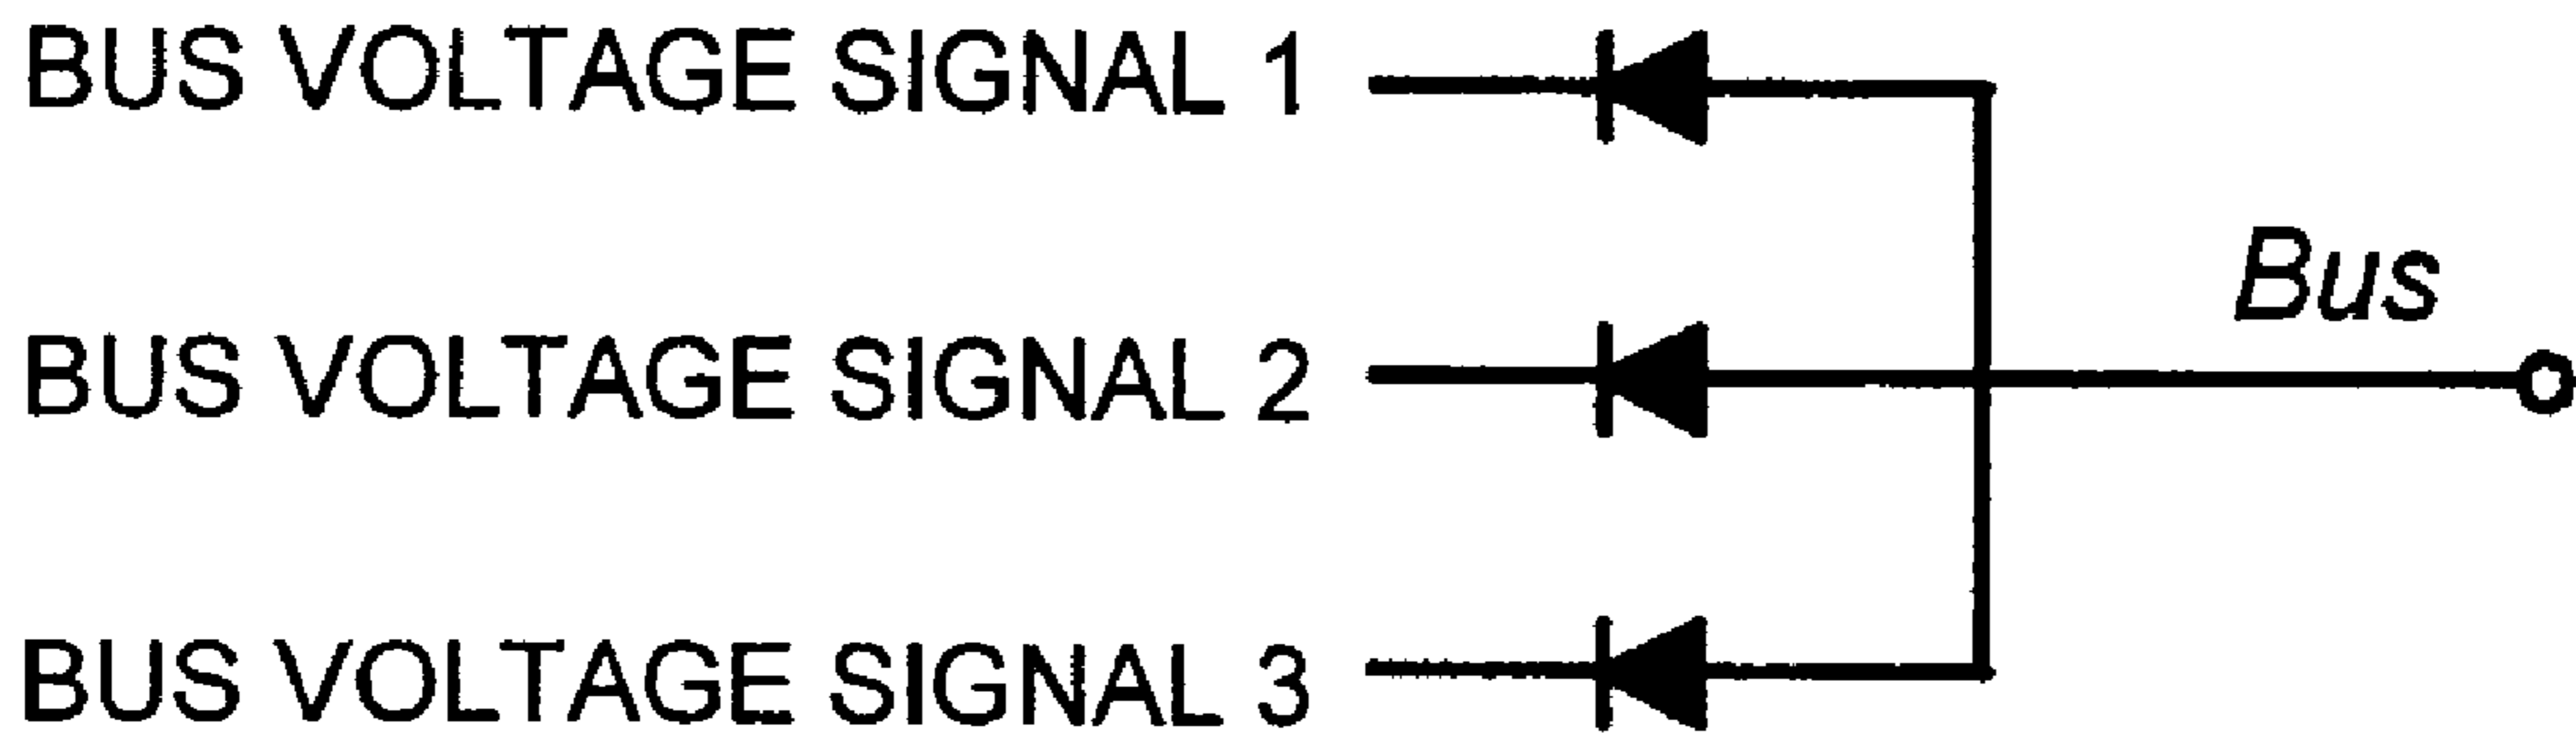 BUS VOLTAGE SIGNAL 1
Bus
BUS VOLTAGE SIGNAL 2
BUS VOLTAGE SIGNAL 3